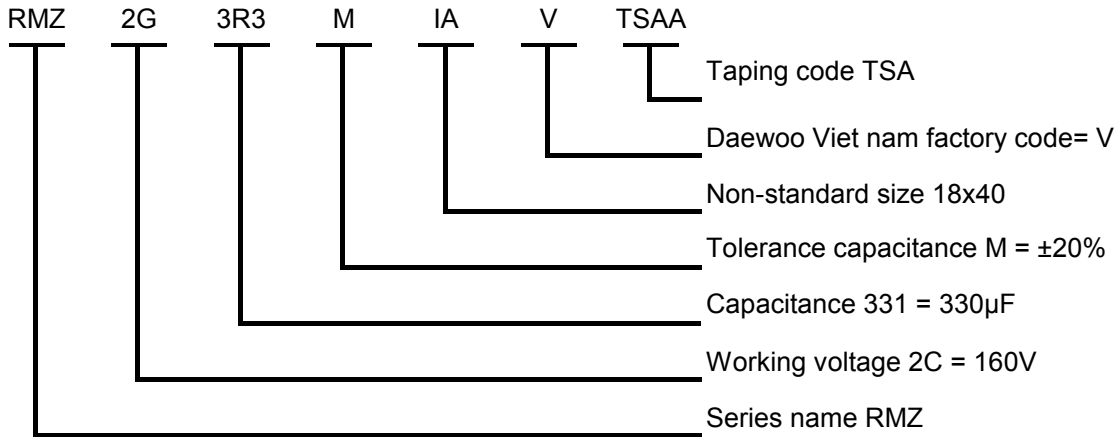 RMZ 2G 3R3 M IA V TSAA
Taping code TSA
Daewoo Viet nam factory code= V
Non-standard size 18x40
Tolerance capacitance M = ±20%
Capacitance 331 = 330µF
Working voltage 2C = 160V
Series name RMZ